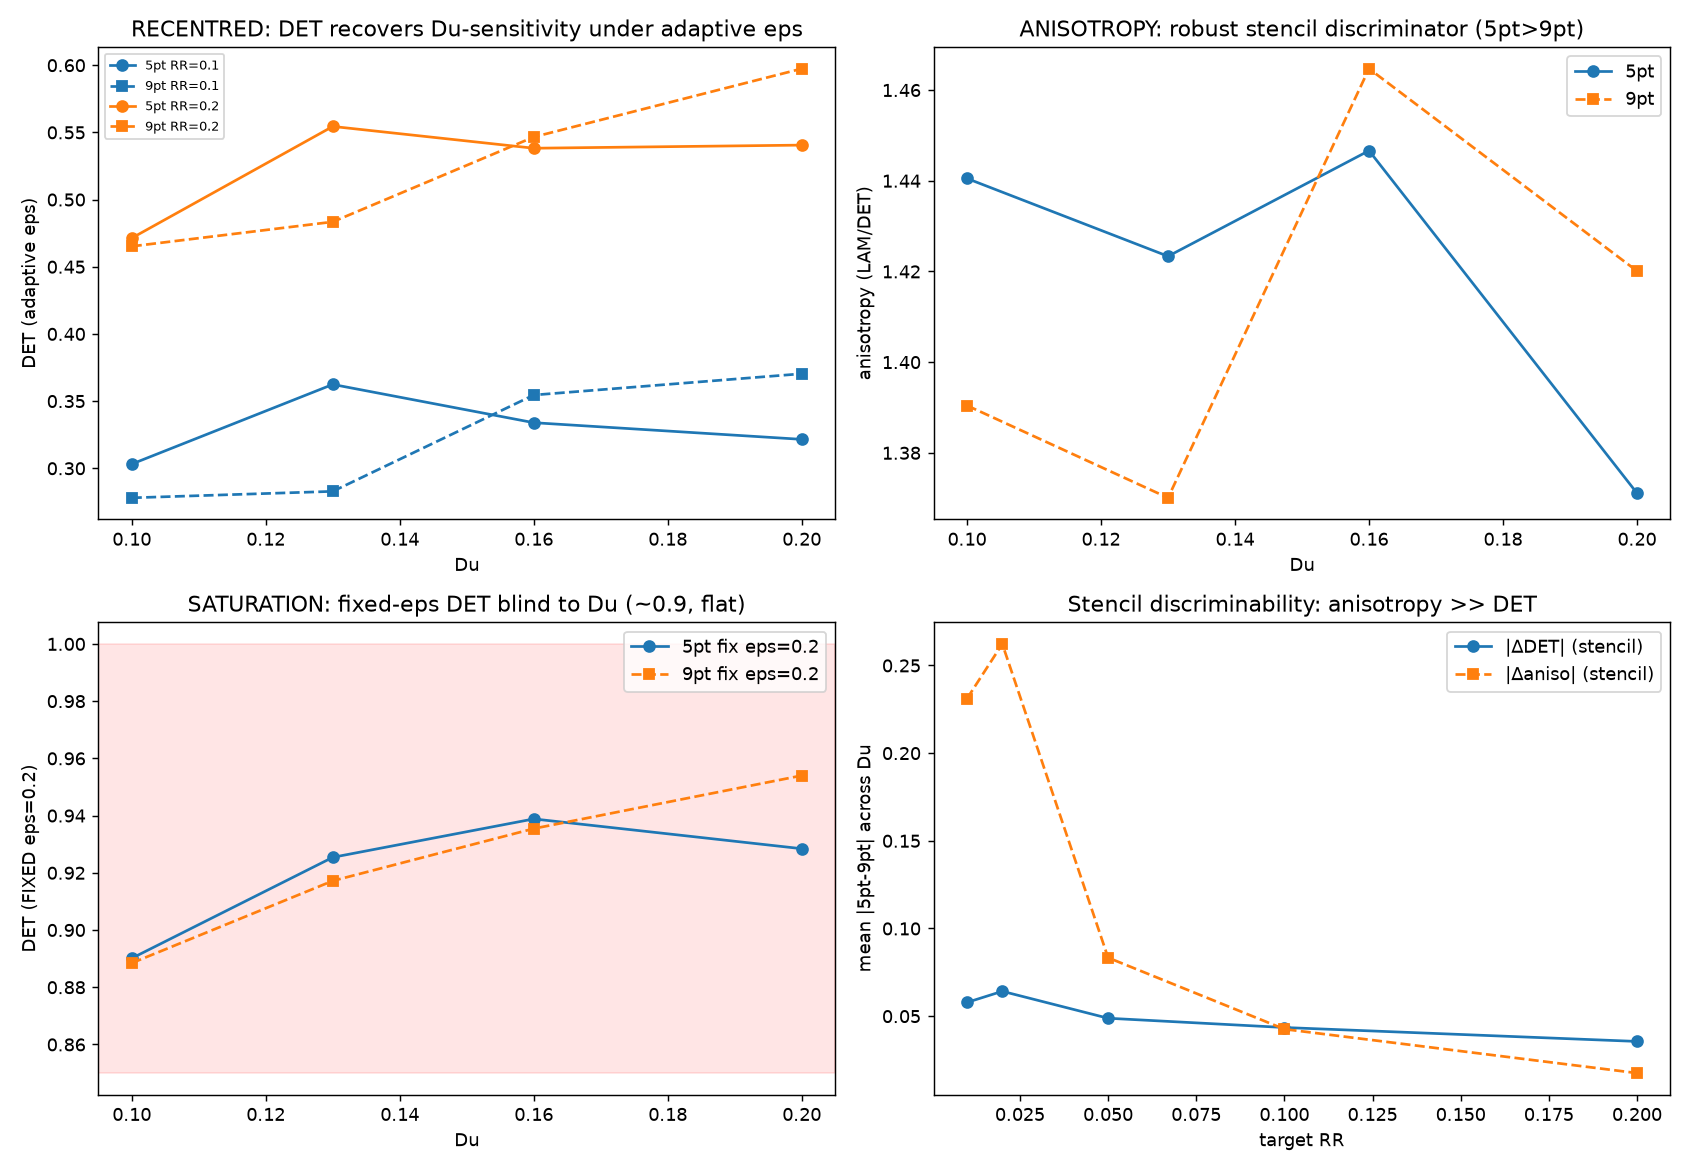 RECENTRED: DET recovers Du-sensitivity under adaptive eps
5pt RR=0.1
9pt RR=0.1
5pt RR=0.2
9pt RR=0.2
0.60
0.55
0.50
0.45
0.40
0.35
0.30
DET (adaptive eps)
0.10 0.12 0.14 0.16 0.18 0.20
Du
ANISOTROPY: robust stencil discriminator (5pt>9pt)
5pt
9pt
1.46
1.44
1.42
1.40
1.38
anisotropy (LAM/DET)
0.10 0.12 0.14 0.16 0.18 0.20
Du
SATURATION: fixed-eps DET blind to Du (~0.9, flat)
5pt fix eps=0.2
9pt fix eps=0.2
1.00
0.98
0.96
0.94
0.92
0.90
0.88
0.86
DET (FIXED eps=0.2)
0.10 0.12 0.14 0.16 0.18 0.20
Du
Stencil discriminability: anisotropy >> DET
|ΔDET| (stencil)
|Δaniso| (stencil)
0.25
0.20
0.15
0.10
0.05
mean |5pt-9pt| across Du
0.025 0.050 0.075 0.100 0.125 0.150 0.175 0.200
target RR